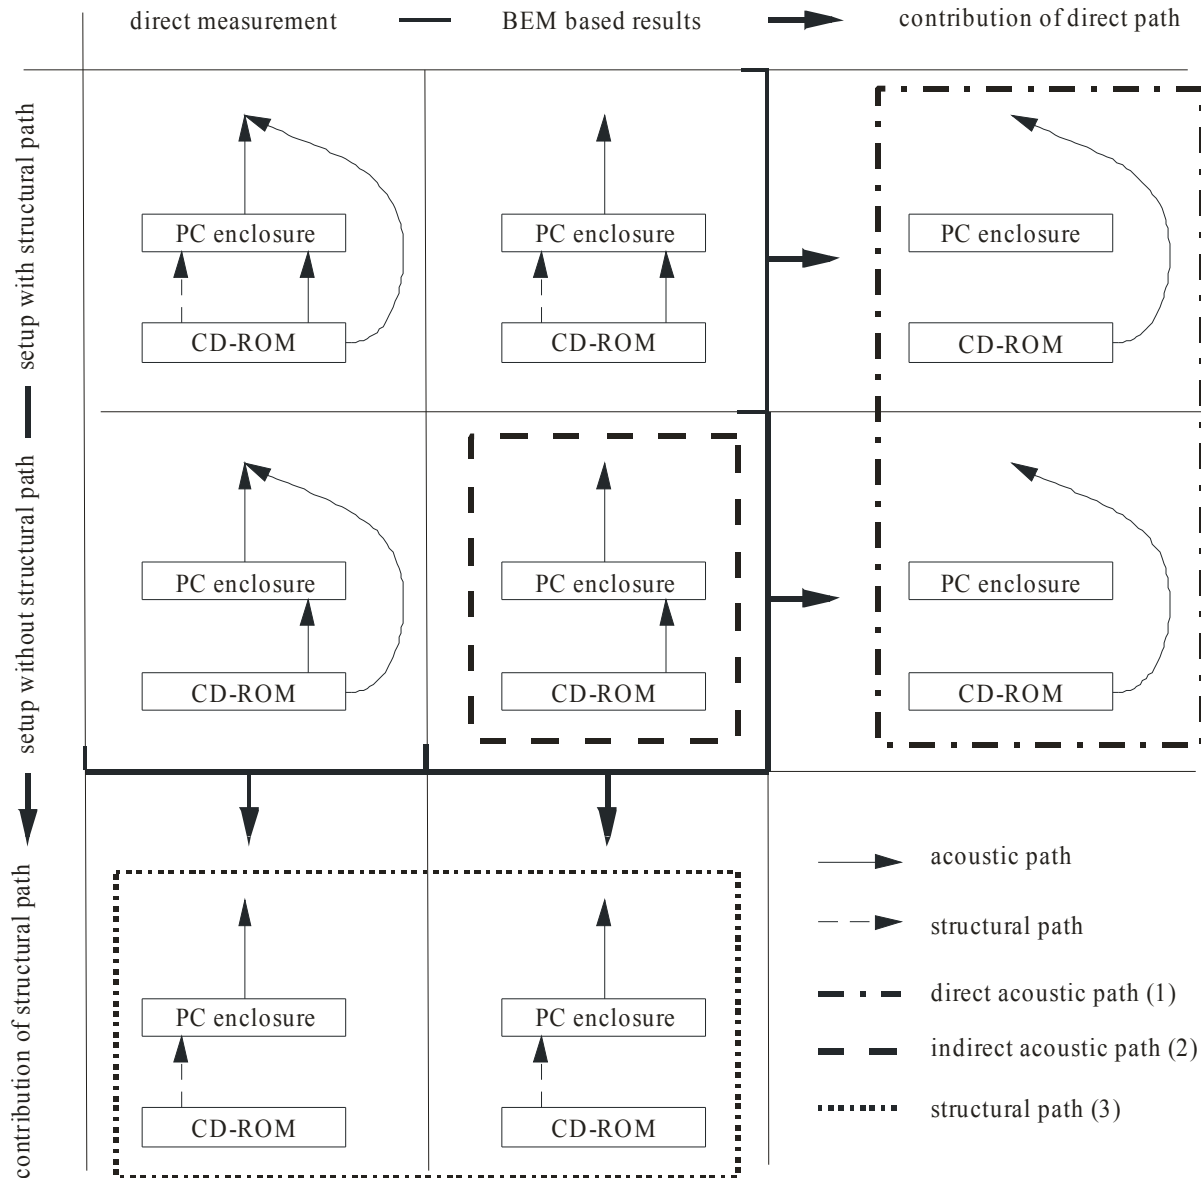 direct measurement
BEM based results
contribution of direct path
setup with structural path
PC enclosure
CD-ROM
PC enclosure
CD-ROM
PC enclosure
CD-ROM
setup without structural path
PC enclosure
CD-ROM
PC enclosure
CD-ROM
PC enclosure
CD-ROM
contribution of structural path
PC enclosure
CD-ROM
PC enclosure
CD-ROM
acoustic path
structural path
direct acoustic path (1)
indirect acoustic path (2)
structural path (3)